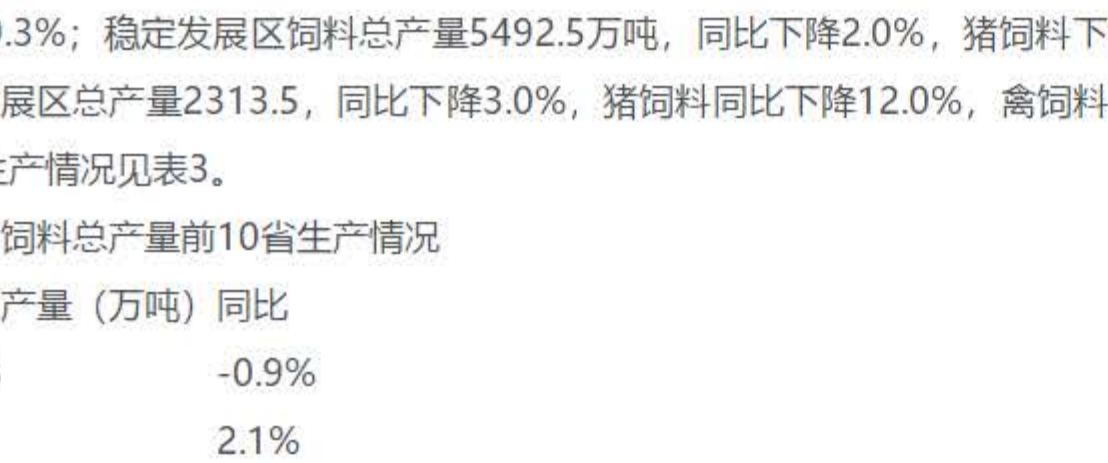 .3%；稳定发展区饲料总产量5492.5万吨，同比下降2.0%，猪饲料下
展区总产量2313.5，同比下降3.0%，猪饲料同比下降12.0%，禽饲料
产情况见表3。
饲料总产量前10省生产情况
产量（万吨）同比
-0.9%
2.1%